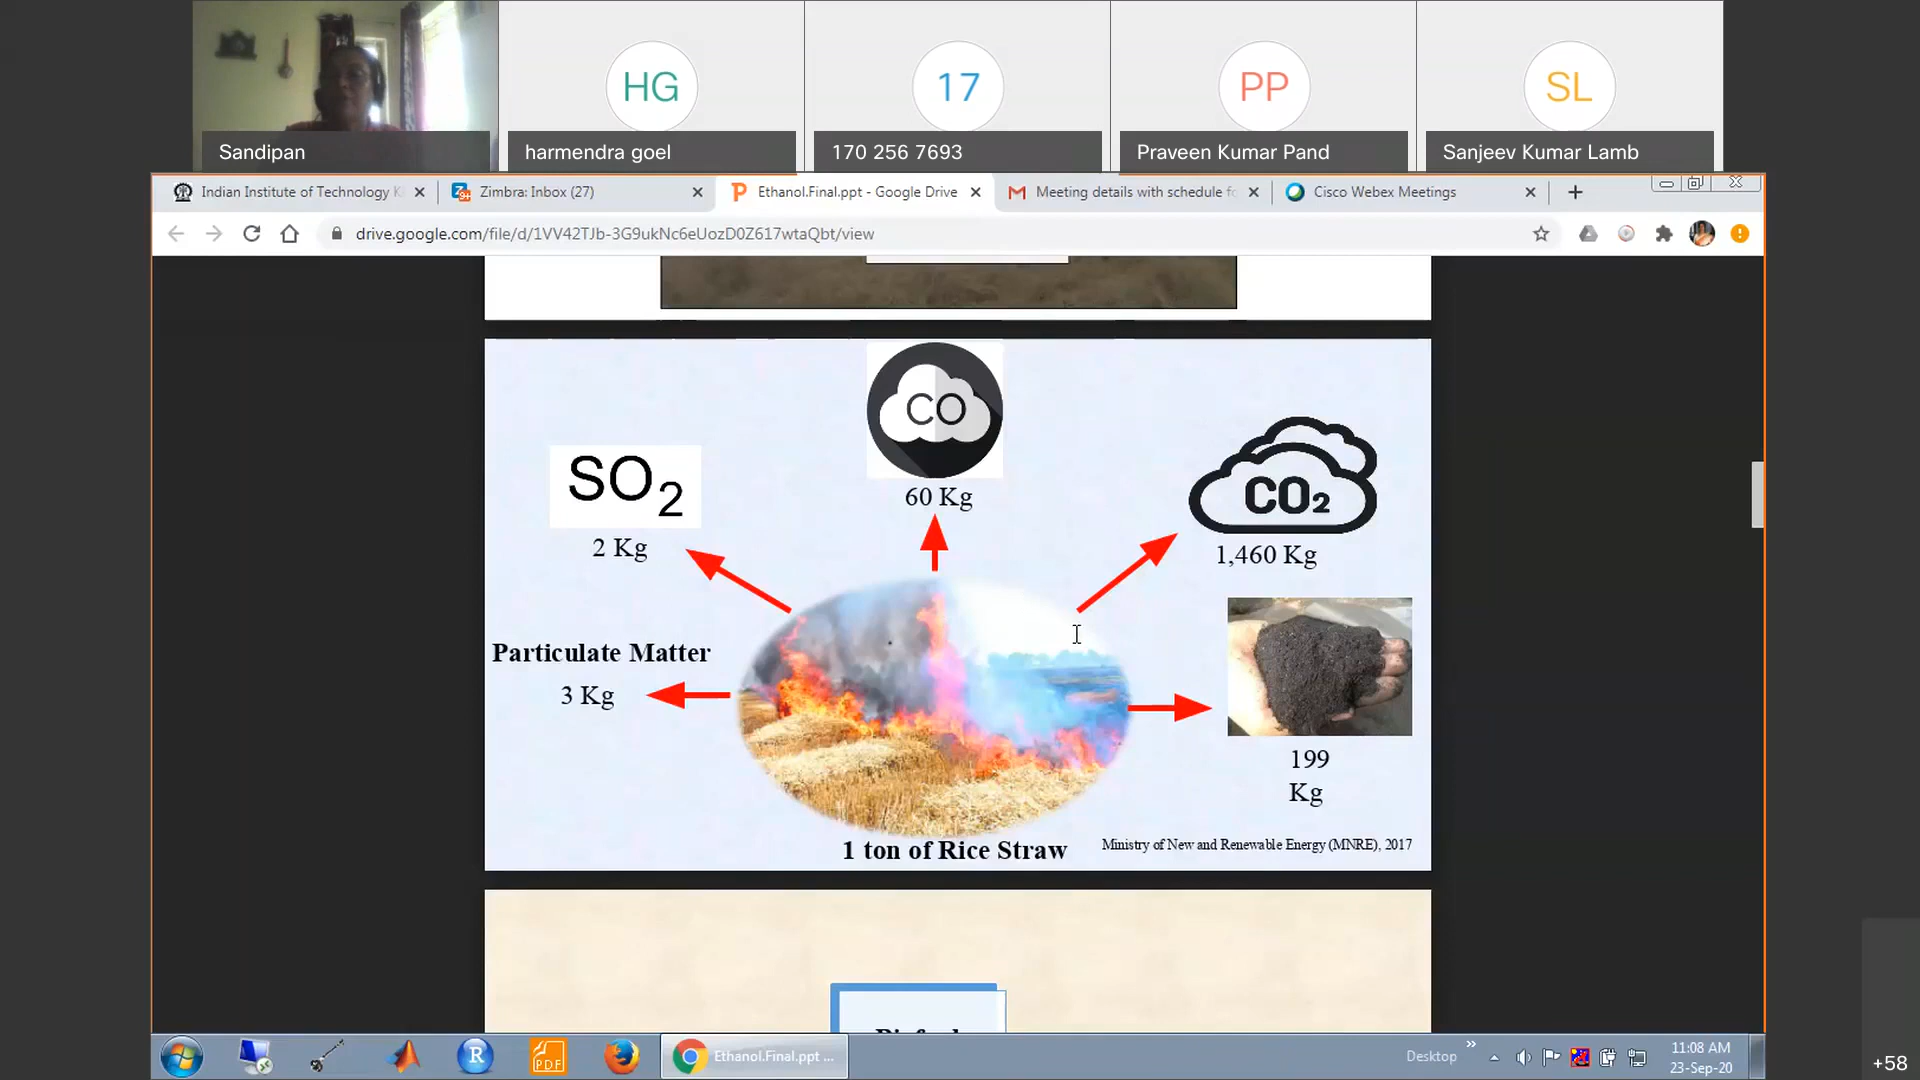 HG
17
PP
SL
Sandipan
harmendra goel
170 256 7693
Praveen Kumar Pand
Sanjeev Kumar Lamb
Indian Institute of Technology K
Zimbra: Inbox (27)
Ethanol.Final.ppt - Google Drive
Meeting details with schedule fo
Cisco Webex Meetings
drive.google.com/file/d/1VV42TJb-3G9ukNc6eUozD0Z617wtaQbt/view
CO
60 Kg
SO2
2 Kg
CO2
1,460 Kg
Particulate Matter
3 Kg
199
Kg
1 ton of Rice Straw
Ministry of New and Renewable Energy (MNRE), 2017
R
PDF
Ethanol.Final.ppt ...
Desktop
11:08 AM
23-Sep-20
+58